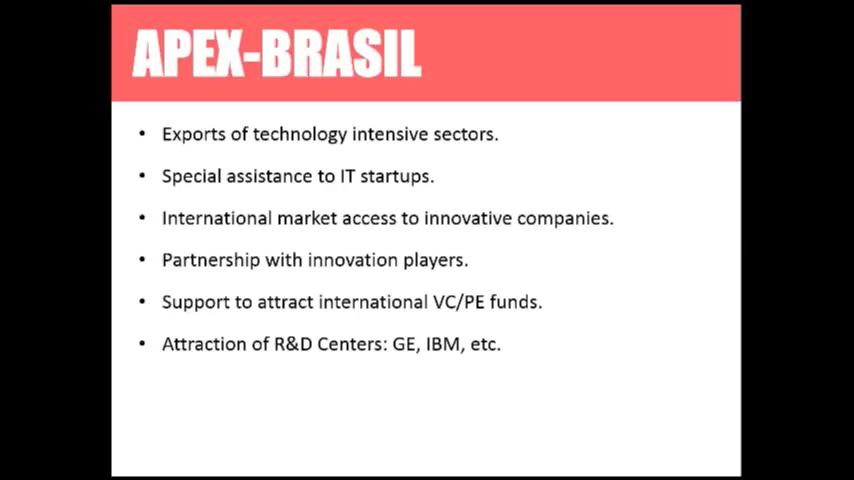 APEX-BRASIL
• Exports of technology intensive sectors.
• Special assistance to IT startups.
• International market access to innovative companies.
• Partnership with innovation players.
• Support to attract international VC/PE funds.
• Attraction of R&D Centers: GE, IBM, etc.